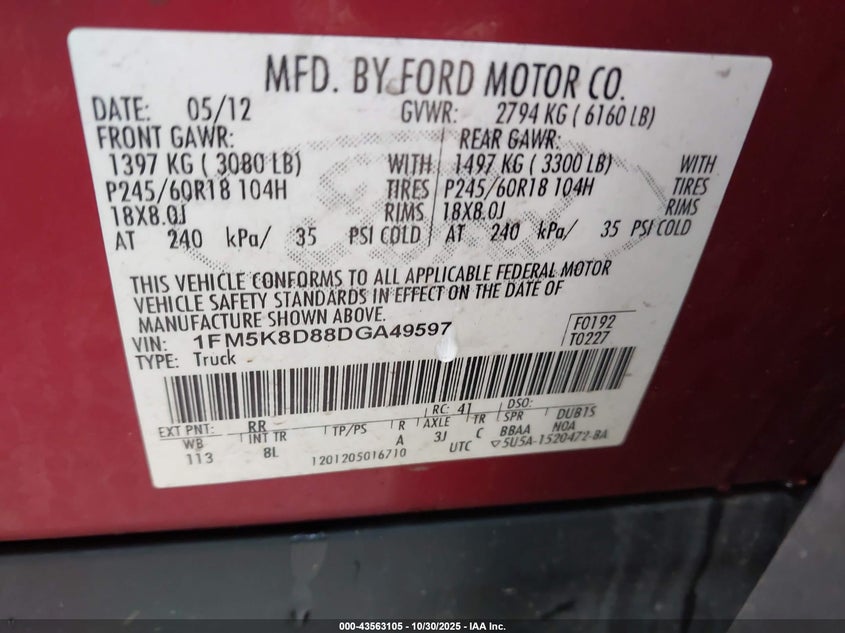 MFD. BY FORD MOTOR CO.
DATE: 05/12 GVWR: 2794 KG ( 6160 LB)
FRONT GAWR: REAR GAWR:
1397 KG ( 3080 LB) WITH 1497 KG ( 3300 LB) WITH
P245/60R18 104H TIRES P245/60R18 104H TIRES
18X8.0J RIMS 18X8.0J RIMS
AT 240 kPa/ 35 PSI COLD AT 240 kPa/ 35 PSI COLD
THIS VEHICLE CONFORMS TO ALL APPLICABLE FEDERAL MOTOR
VEHICLE SAFETY STANDARDS IN EFFECT ON THE DATE OF
MANUFACTURE SHOWN ABOVE.
VIN: 1FM5K8D88DGA49597 F0192
TYPE: Truck T0227
EXT PNT: RR RC: 41 DSO:
WB INT TR TP/PS R AXLE TR SPR DUB1S
113 8L A 3J C BBAA NOA
1201205016710 UTC ▽5U5A-1520472-BA
000-43563105 - 10/30/2025 - IAA Inc.